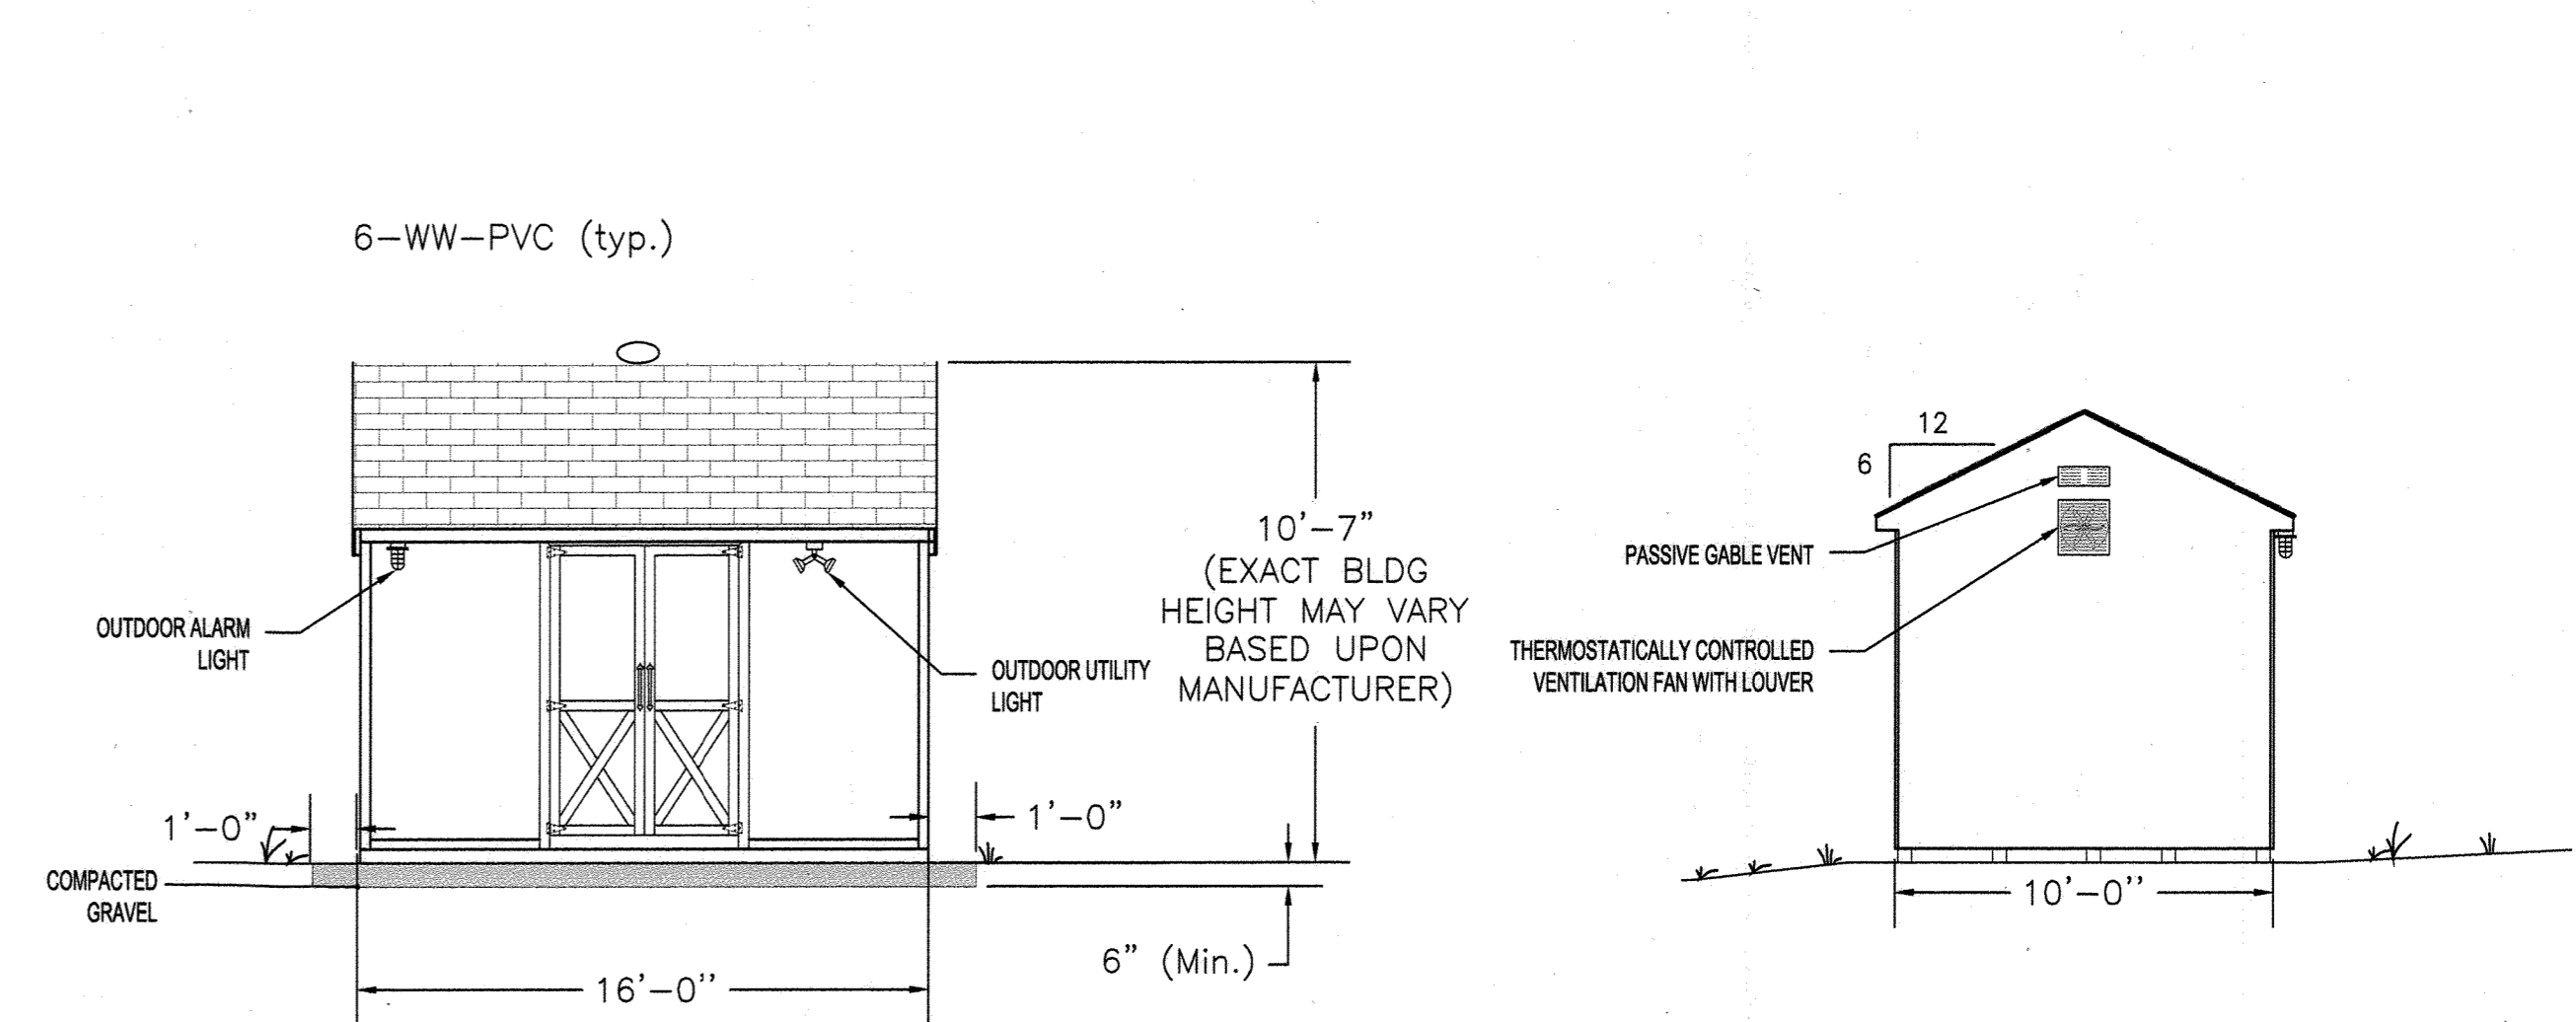 6-WW-PVC (typ.)
OUTDOOR ALARM
LIGHT
OUTDOOR UTILITY
LIGHT
10'-7"
(EXACT BLDG
HEIGHT MAY VARY
BASED UPON
MANUFACTURER)
1'-0"
1'-0"
COMPACTED
GRAVEL
6" (Min.)
16'-0"
12
6
PASSIVE GABLE VENT
THERMOSTATICALLY CONTROLLED
VENTILATION FAN WITH LOUVER
10'-0"